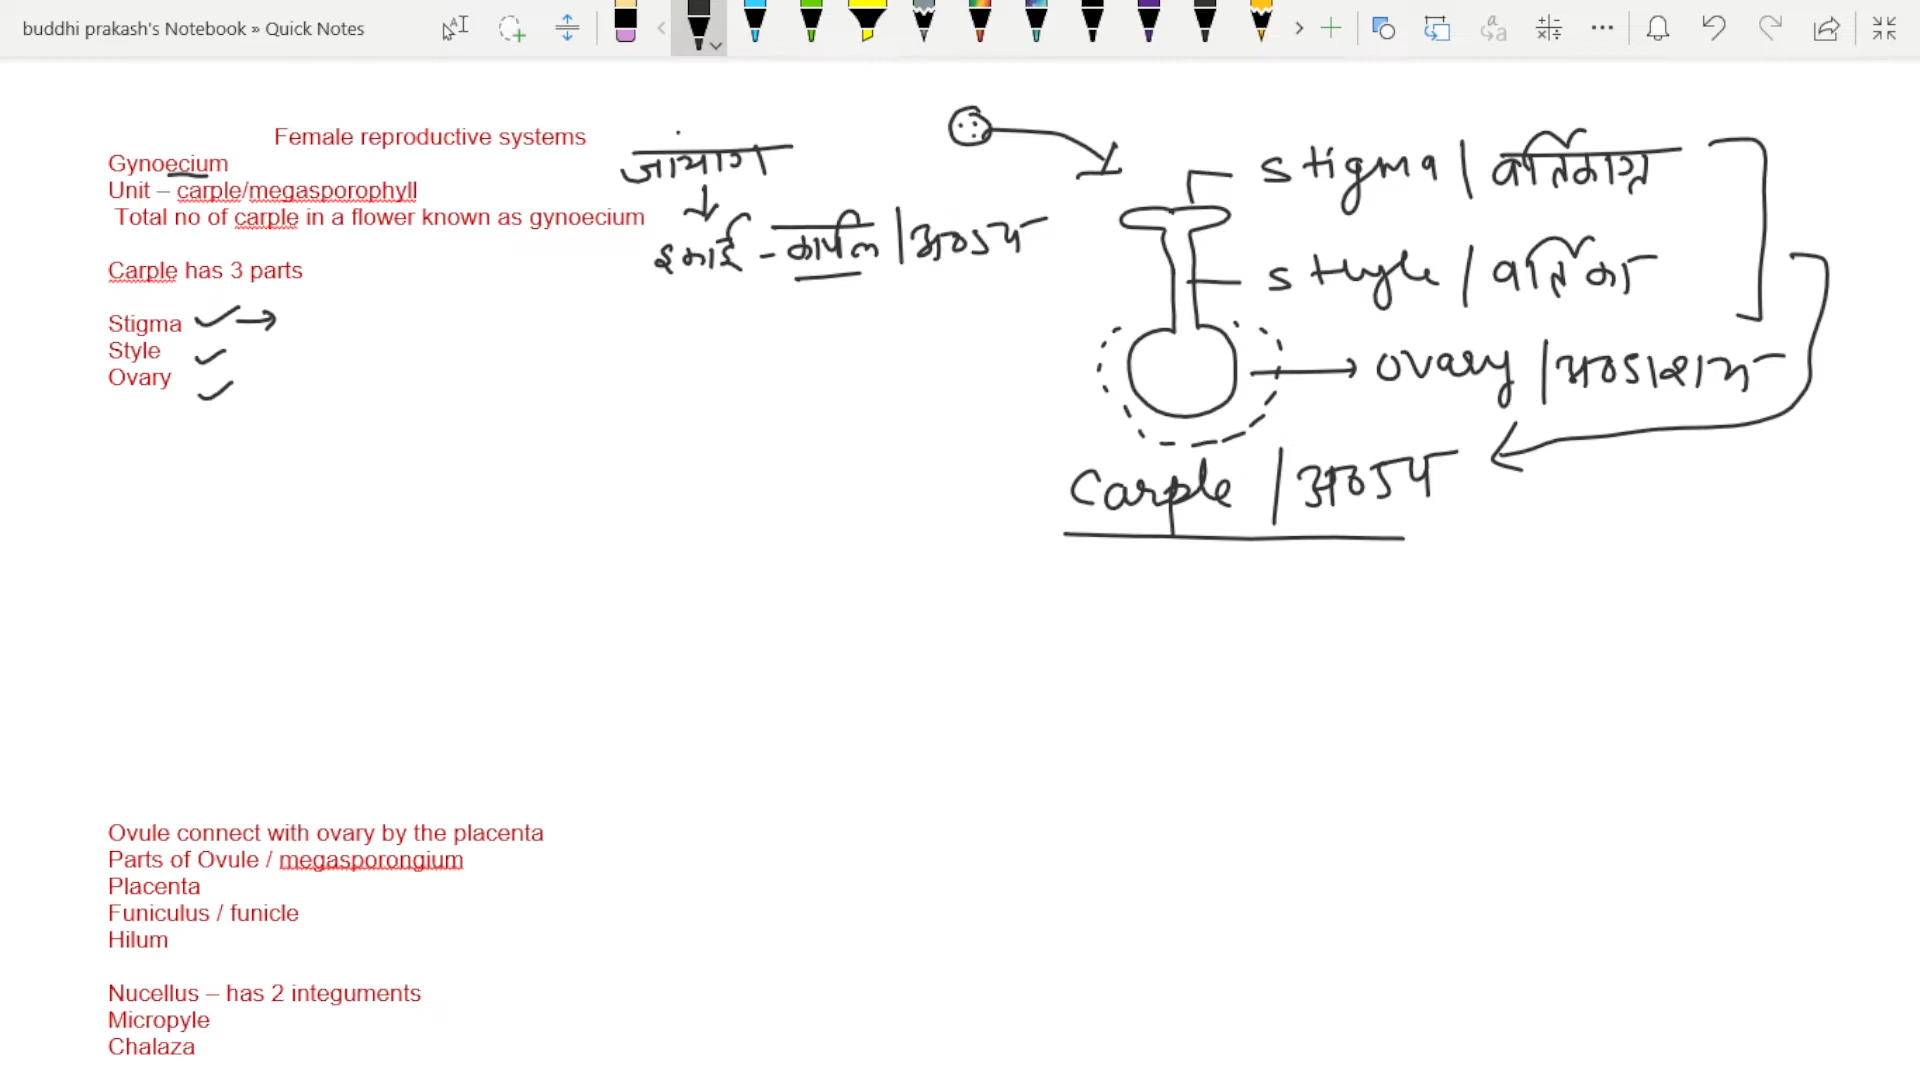 buddhi prakash's Notebook » Quick Notes
Female reproductive systems
Gynoecium
Unit – carple/megasporophyll
Total no of carple in a flower known as gynoecium
Carple has 3 parts
Stigma
Style
Ovary
जायांग
इकाई - कार्पल / अण्डप
stigma / वर्तिकाग्र
style / वर्तिका
ovary / अण्डाशय
Carple / अण्डप
Ovule connect with ovary by the placenta
Parts of Ovule / megasporongium
Placenta
Funiculus / funicle
Hilum
Nucellus – has 2 integuments
Micropyle
Chalaza